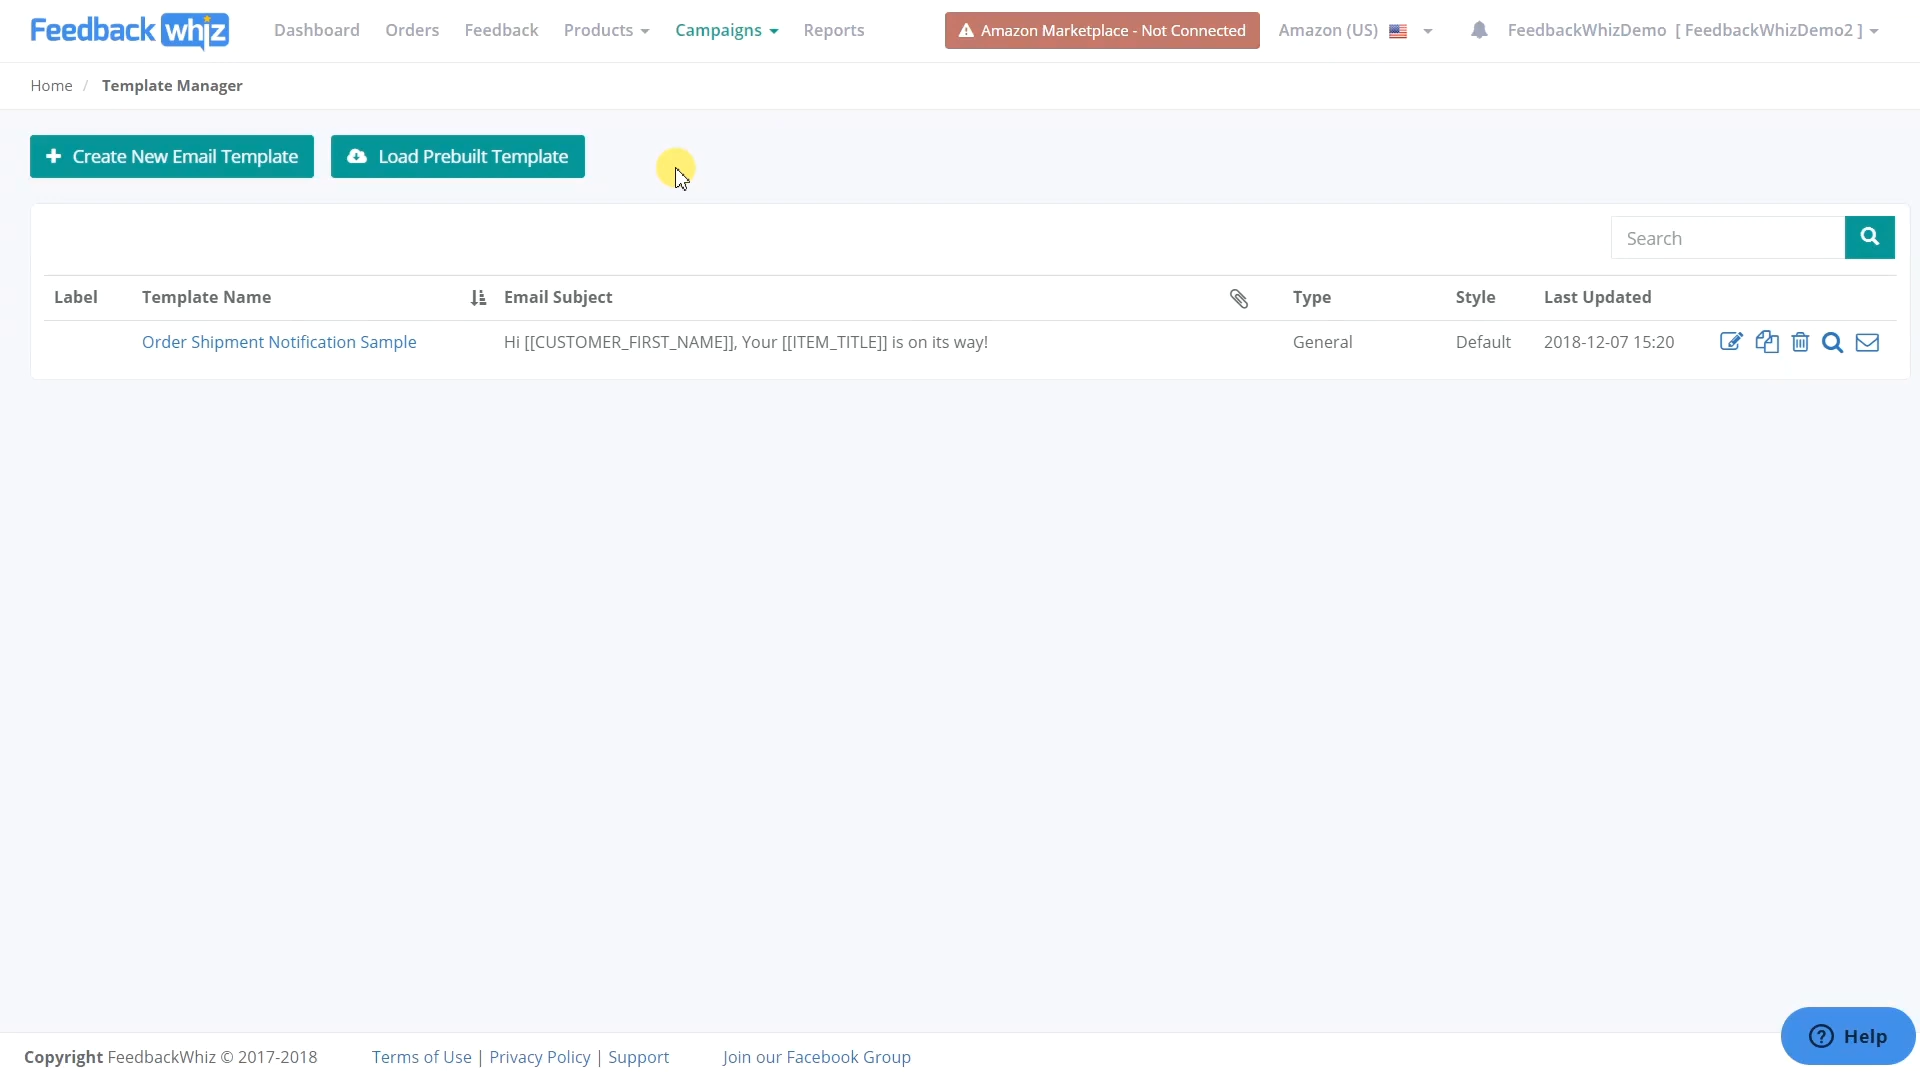 Feedback whiz Dashboard Orders Feedback Products Campaigns Reports Amazon Marketplace - Not Connected Amazon (US) FeedbackWhizDemo [ FeedbackWhizDemo2 ]
Home / Template Manager
Create New Email Template Load Prebuilt Template
Search
Label Template Name Email Subject Type Style Last Updated
Order Shipment Notification Sample Hi [[CUSTOMER_FIRST_NAME]], Your [[ITEM_TITLE]] is on its way! General Default 2018-12-07 15:20
Help
Copyright FeedbackWhiz © 2017-2018 Terms of Use | Privacy Policy | Support Join our Facebook Group